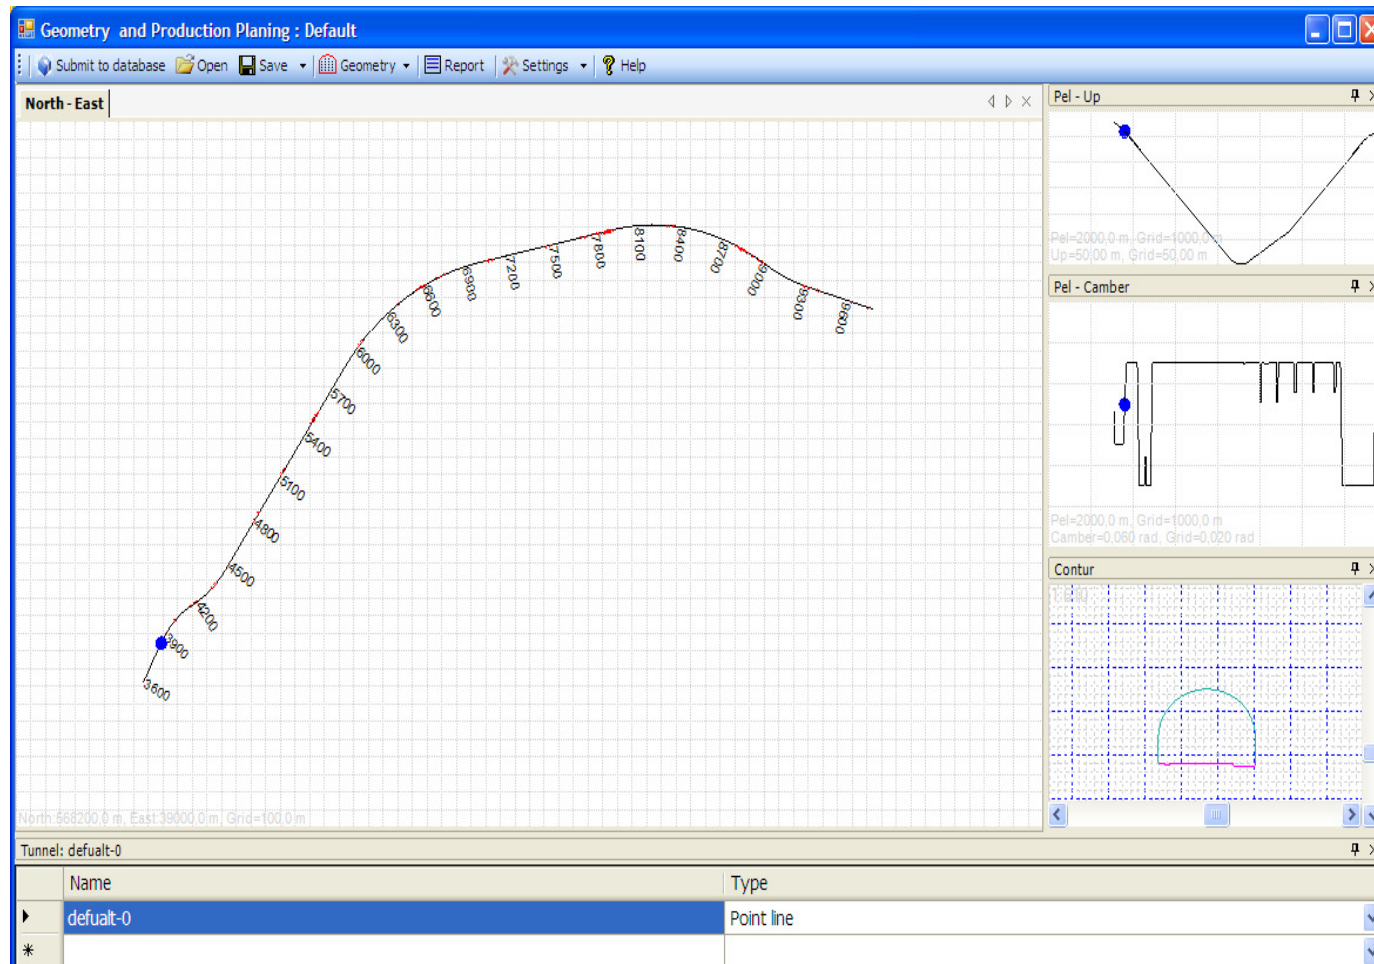 Geometry and Production Planing : Default
Submit to database Open Save Geometry Report Settings Help
North - East
3600
3900
4200
4500
4800
5100
5400
5700
6000
6300
6600
6900
7200
7500
7800
8100
8400
8700
9000
9300
9600
North:568200,0 m, East:39000,0 m, Grid=100,0 m
Pel - Up
Pel=2000,0 m, Grid=1000,0 m
Up=50,00 m, Grid=50,00 m
Pel - Camber
Pel=2000,0 m, Grid=1000,0 m
Camber=0,060 rad, Grid=0,020 rad
Contur
Tunnel: defualt-0
Name Type
defualt-0 Point line